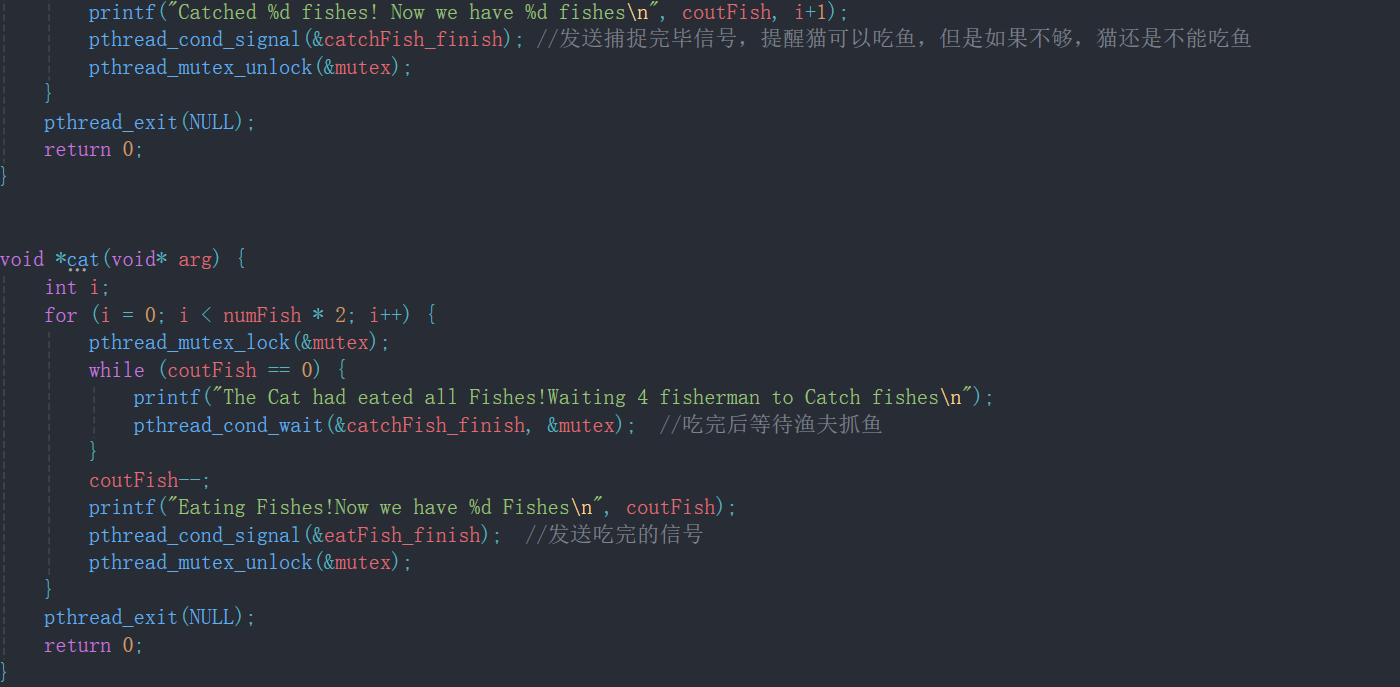 printf("Catched %d fishes! Now we have %d fishes\n", coutFish, i+1);
pthread_cond_signal(&catchFish_finish); //发送捕捉完毕信号，提醒猫可以吃鱼，但是如果不够，猫还是不能吃鱼
pthread_mutex_unlock(&mutex);
}
pthread_exit(NULL);
return 0;
}
void *cat(void* arg) {
int i;
for (i = 0; i < numFish * 2; i++) {
pthread_mutex_lock(&mutex);
while (coutFish == 0) {
printf("The Cat had eated all Fishes!Waiting 4 fisherman to Catch fishes\n");
pthread_cond_wait(&catchFish_finish, &mutex); //吃完后等待渔夫抓鱼
}
coutFish--;
printf("Eating Fishes!Now we have %d Fishes\n", coutFish);
pthread_cond_signal(&eatFish_finish); //发送吃完的信号
pthread_mutex_unlock(&mutex);
}
pthread_exit(NULL);
return 0;
}